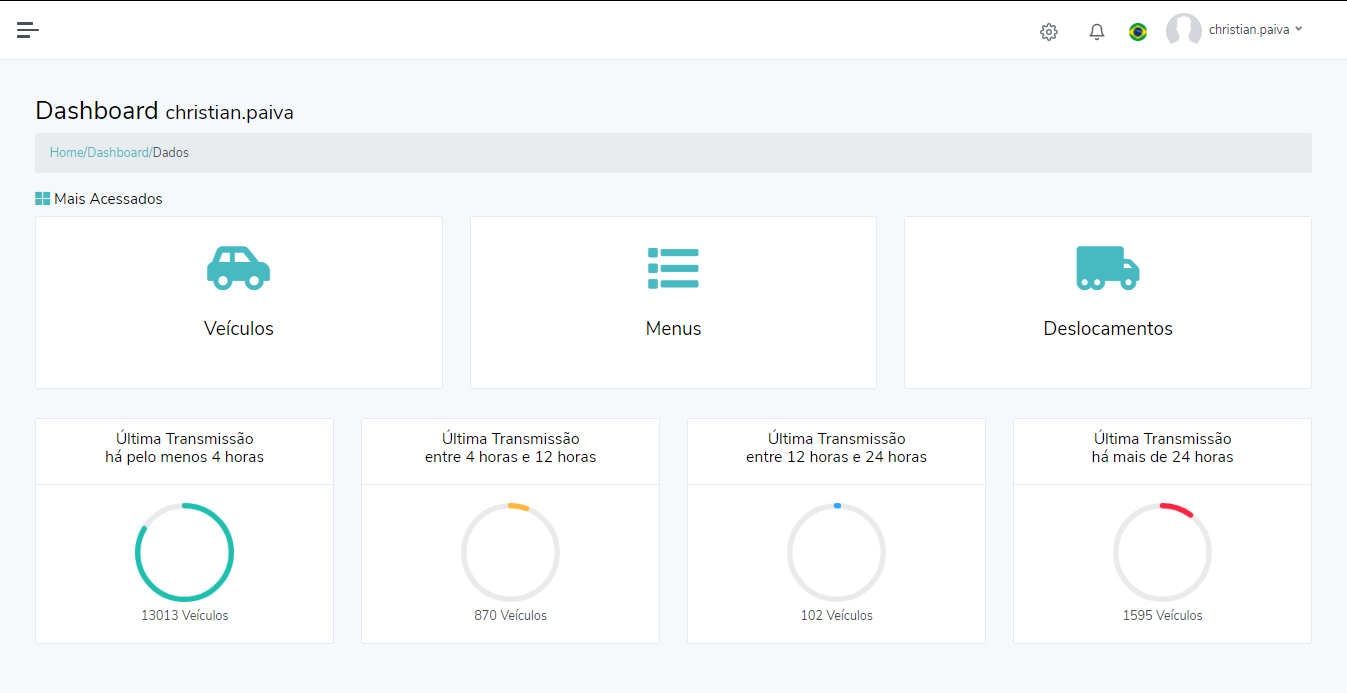 christian.paiva
Dashboard christian.paiva
Home/Dashboard/Dados
Mais Acessados
Veículos
Menus
Deslocamentos
Última Transmissão
há pelo menos 4 horas
13013 Veículos
Última Transmissão
entre 4 horas e 12 horas
870 Veículos
Última Transmissão
entre 12 horas e 24 horas
102 Veículos
Última Transmissão
há mais de 24 horas
1595 Veículos